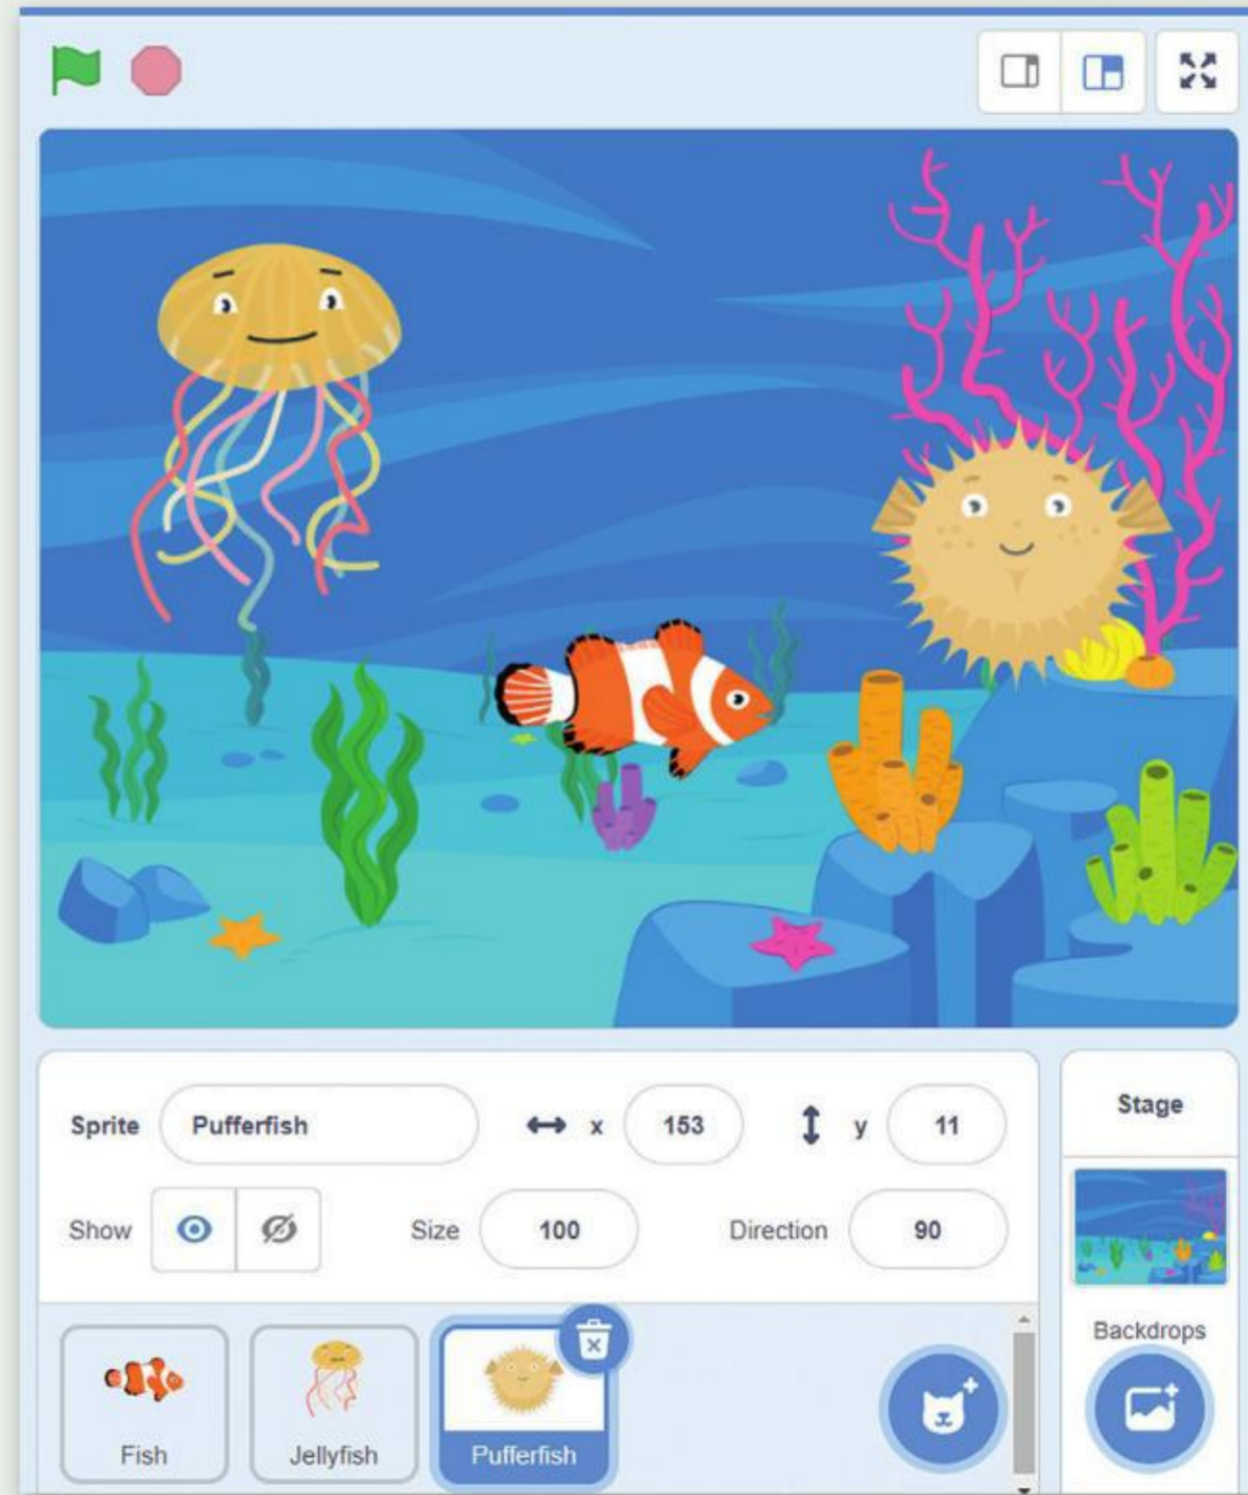 Sprite Pufferfish x 153 y 11
Show Size 100 Direction 90
Fish Jellyfish Pufferfish
Stage
Backdrops